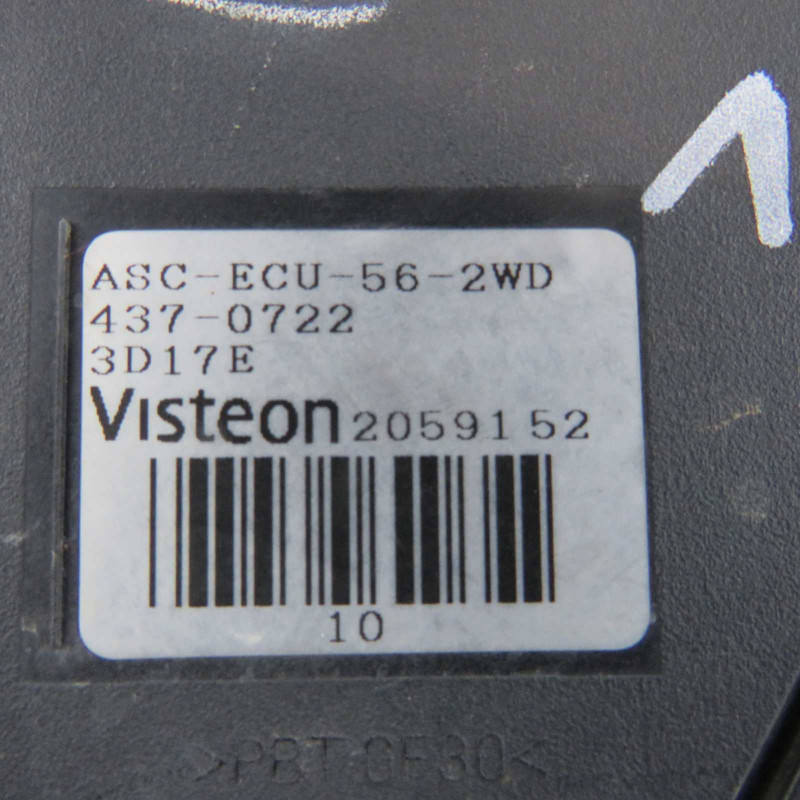 ASC-ECU-56-2WD
437-0722
3D17E
Visteon 2059152
10
>PBT GF30<